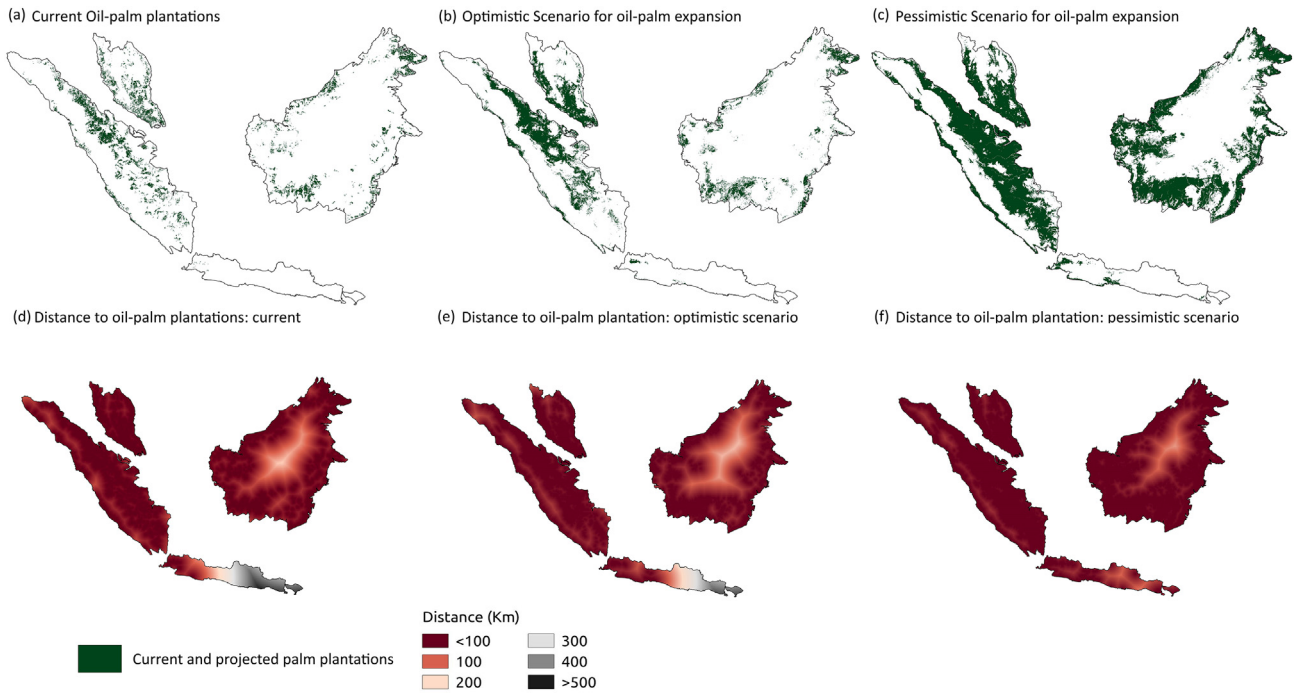 (a) Current Oil-palm plantations
(b) Optimistic Scenario for oil-palm expansion
(c) Pessimistic Scenario for oil-palm expansion
(d) Distance to oil-palm plantations: current
(e) Distance to oil-palm plantation: optimistic scenario
(f) Distance to oil-palm plantation: pessimistic scenario
Distance (Km)
<100 300
100 400
200 >500
Current and projected palm plantations